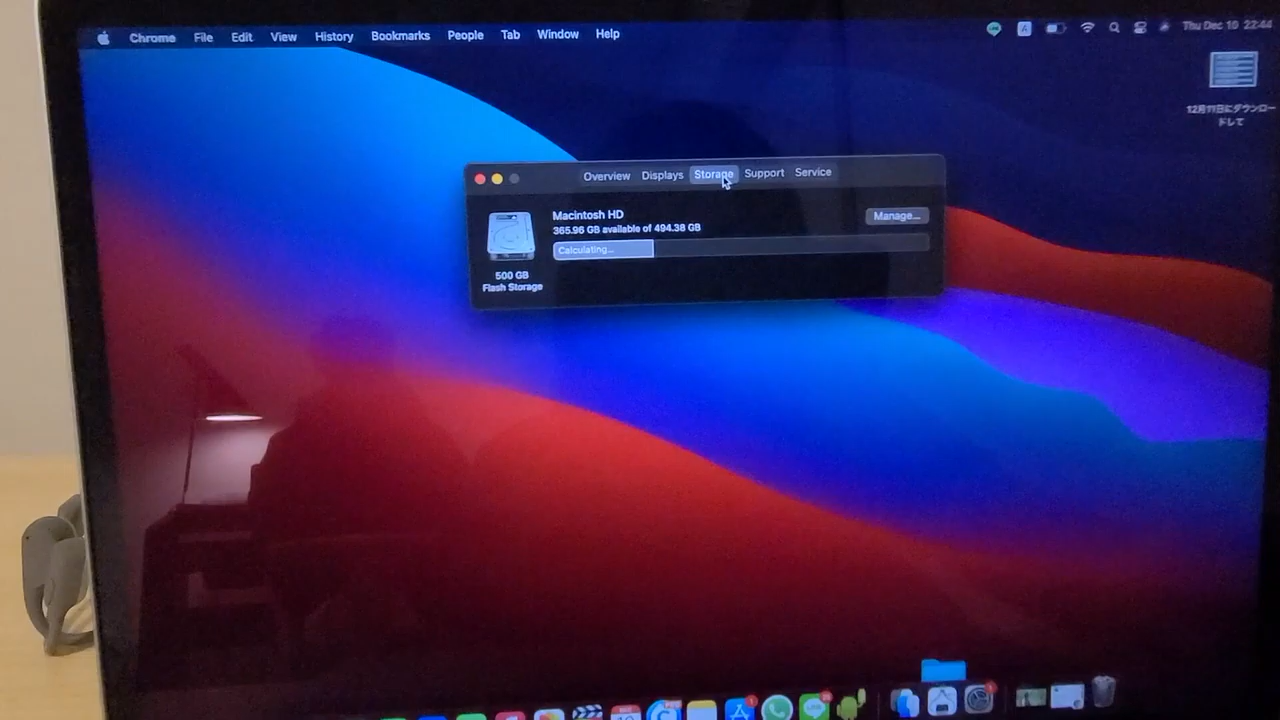 Chrome File Edit View History Bookmarks People Tab Window Help
A Thu Dec 10 22:44
12月11日にダウンロー
ドして
Overview Displays Storage Support Service
Macintosh HD
365.96 GB available of 494.38 GB
Manage...
Calculating...
500 GB
Flash Storage